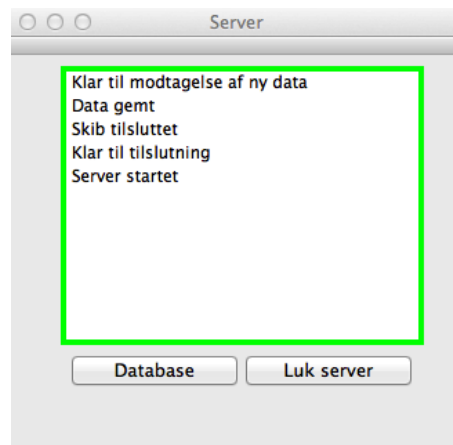 Server
Klar til modtagelse af ny data
Data gemt
Skib tilsluttet
Klar til tilslutning
Server startet
Database
Luk server